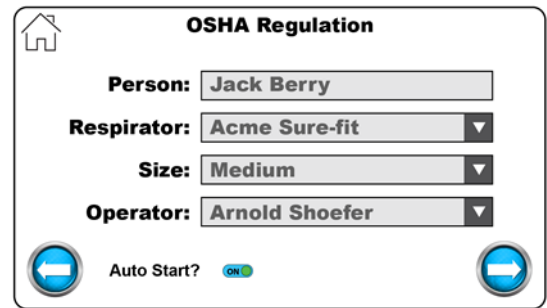 OSHA Regulation
Person: Jack Berry
Respirator: Acme Sure-fit
Size: Medium
Operator: Arnold Shoefer
Auto Start? ON